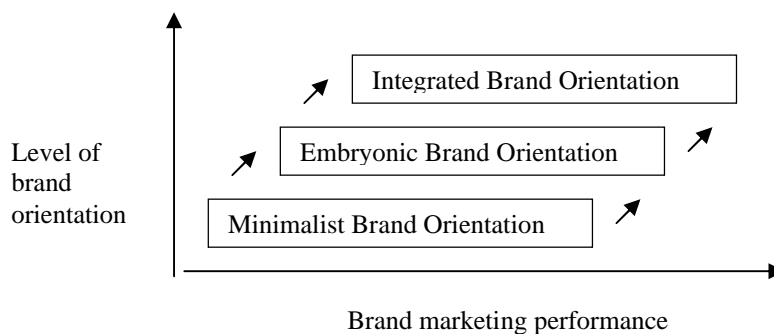 Integrated Brand Orientation
Embryonic Brand Orientation
Level of
brand
orientation
Minimalist Brand Orientation
Brand marketing performance